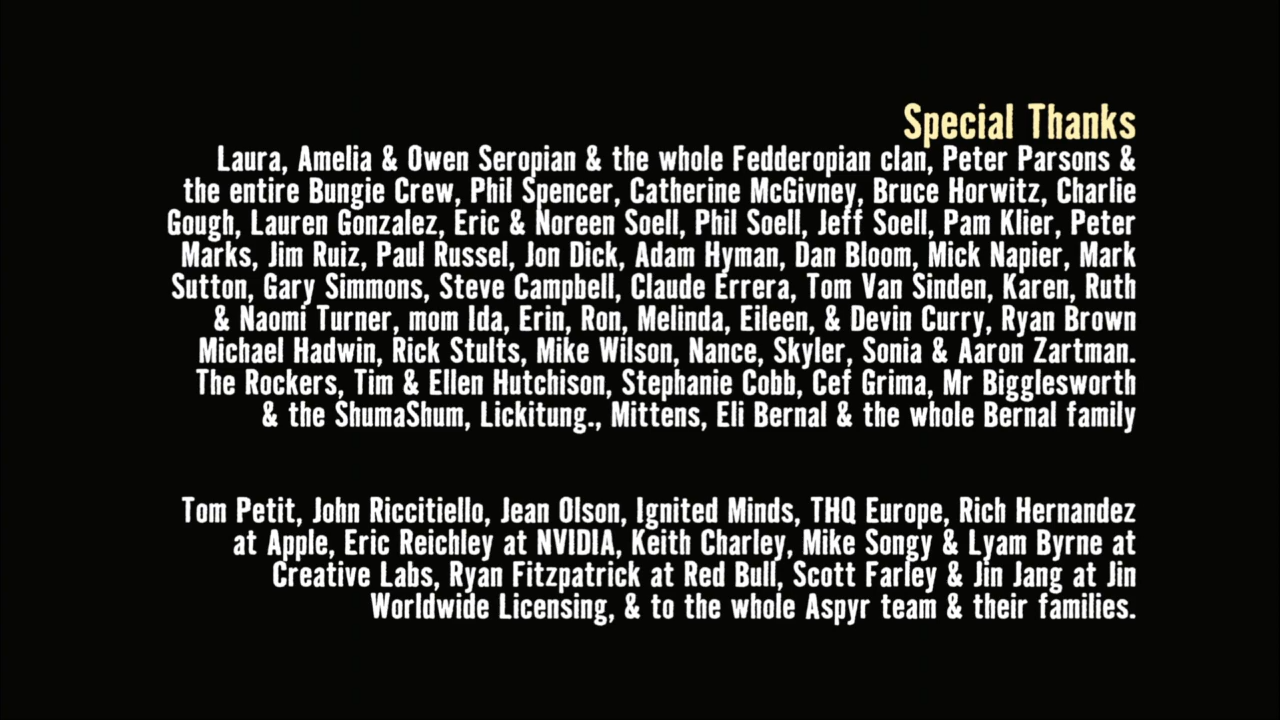 Special Thanks
Laura, Amelia & Owen Seropian & the whole Fedderopian clan, Peter Parsons &
the entire Bungie Crew, Phil Spencer, Catherine McGivney, Bruce Horwitz, Charlie
Gough, Lauren Gonzalez, Eric & Noreen Soell, Phil Soell, Jeff Soell, Pam Klier, Peter
Marks, Jim Ruiz, Paul Russel, Jon Dick, Adam Hyman, Dan Bloom, Mick Napier, Mark
Sutton, Gary Simmons, Steve Campbell, Claude Errera, Tom Van Sinden, Karen, Ruth
& Naomi Turner, mom Ida, Erin, Ron, Melinda, Eileen, & Devin Curry, Ryan Brown
Michael Hadwin, Rick Stults, Mike Wilson, Nance, Skyler, Sonia & Aaron Zartman.
The Rockers, Tim & Ellen Hutchison, Stephanie Cobb, Cef Grima, Mr Bigglesworth
& the ShumaShum, Lickitung., Mittens, Eli Bernal & the whole Bernal family
Tom Petit, John Riccitiello, Jean Olson, Ignited Minds, THQ Europe, Rich Hernandez
at Apple, Eric Reichley at NVIDIA, Keith Charley, Mike Songy & Lyam Byrne at
Creative Labs, Ryan Fitzpatrick at Red Bull, Scott Farley & Jin Jang at Jin
Worldwide Licensing, & to the whole Aspyr team & their families.